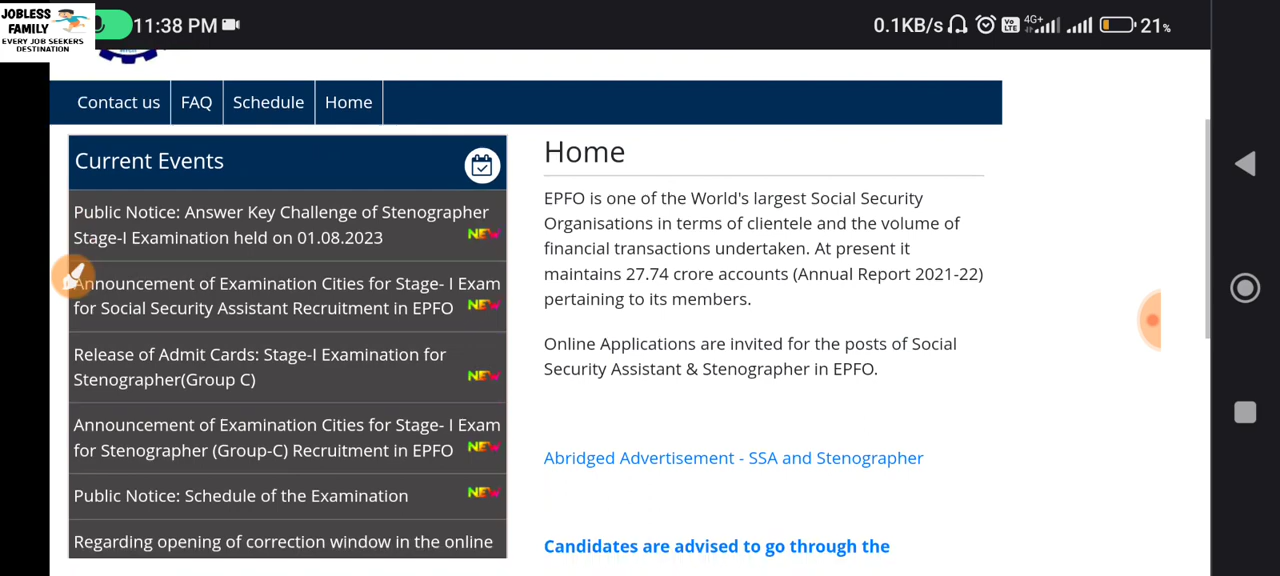 JOBLESS
FAMILY
EVERY JOB SEEKERS
DESTINATION
11:38 PM
0.1KB/s
Vo
LTE
4G+
21%
Contact us
FAQ
Schedule
Home
Current Events
Public Notice: Answer Key Challenge of Stenographer
Stage-I Examination held on 01.08.2023
NEW
Announcement of Examination Cities for Stage- I Exam
for Social Security Assistant Recruitment in EPFO
NEW
Release of Admit Cards: Stage-I Examination for
Stenographer(Group C)
NEW
Announcement of Examination Cities for Stage- I Exam
for Stenographer (Group-C) Recruitment in EPFO
NEW
Public Notice: Schedule of the Examination
NEW
Regarding opening of correction window in the online
Home
EPFO is one of the World's largest Social Security
Organisations in terms of clientele and the volume of
financial transactions undertaken. At present it
maintains 27.74 crore accounts (Annual Report 2021-22)
pertaining to its members.
Online Applications are invited for the posts of Social
Security Assistant & Stenographer in EPFO.
Abridged Advertisement - SSA and Stenographer
Candidates are advised to go through the